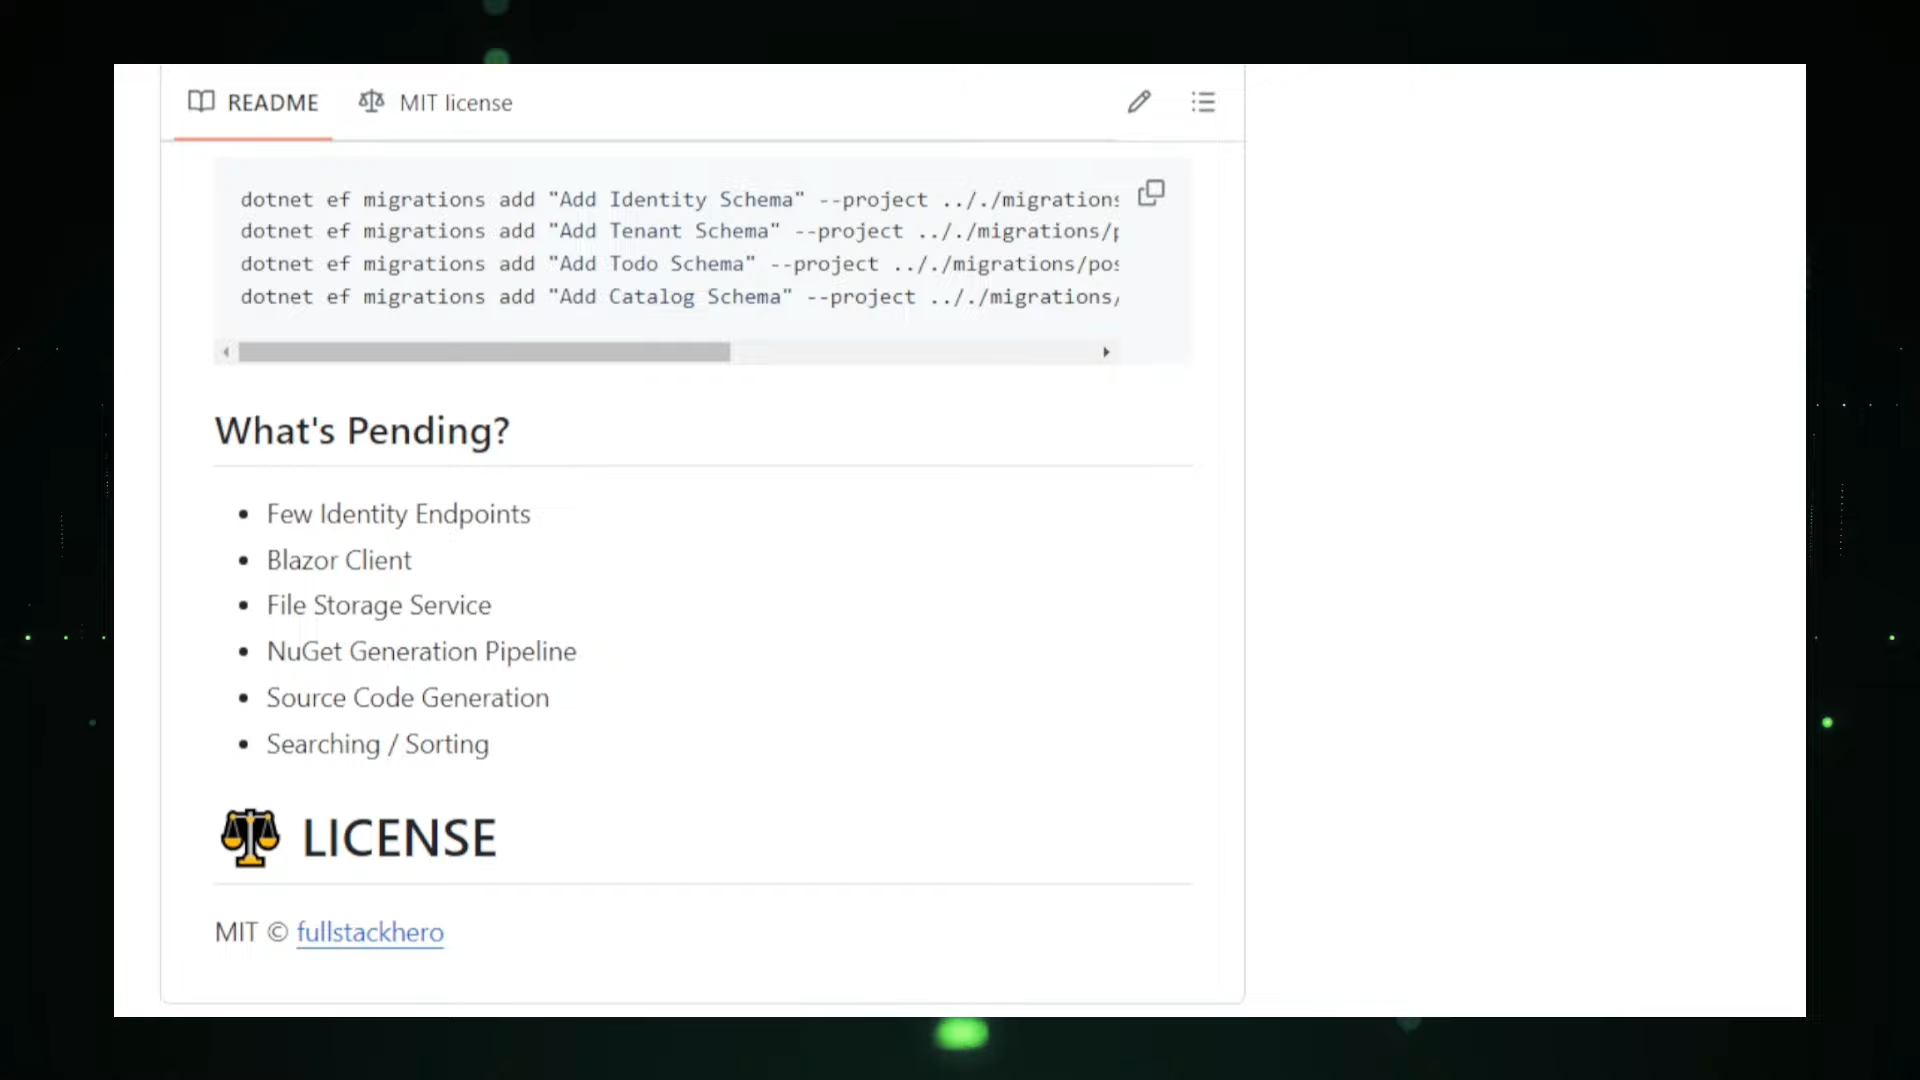 README
MIT license
dotnet ef migrations add "Add Identity Schema" --project .././migrations
dotnet ef migrations add "Add Tenant Schema" --project .././migrations/p
dotnet ef migrations add "Add Todo Schema" --project .././migrations/pos
dotnet ef migrations add "Add Catalog Schema" --project .././migrations/
What's Pending?
Few Identity Endpoints
Blazor Client
File Storage Service
NuGet Generation Pipeline
Source Code Generation
Searching / Sorting
LICENSE
MIT © fullstackhero